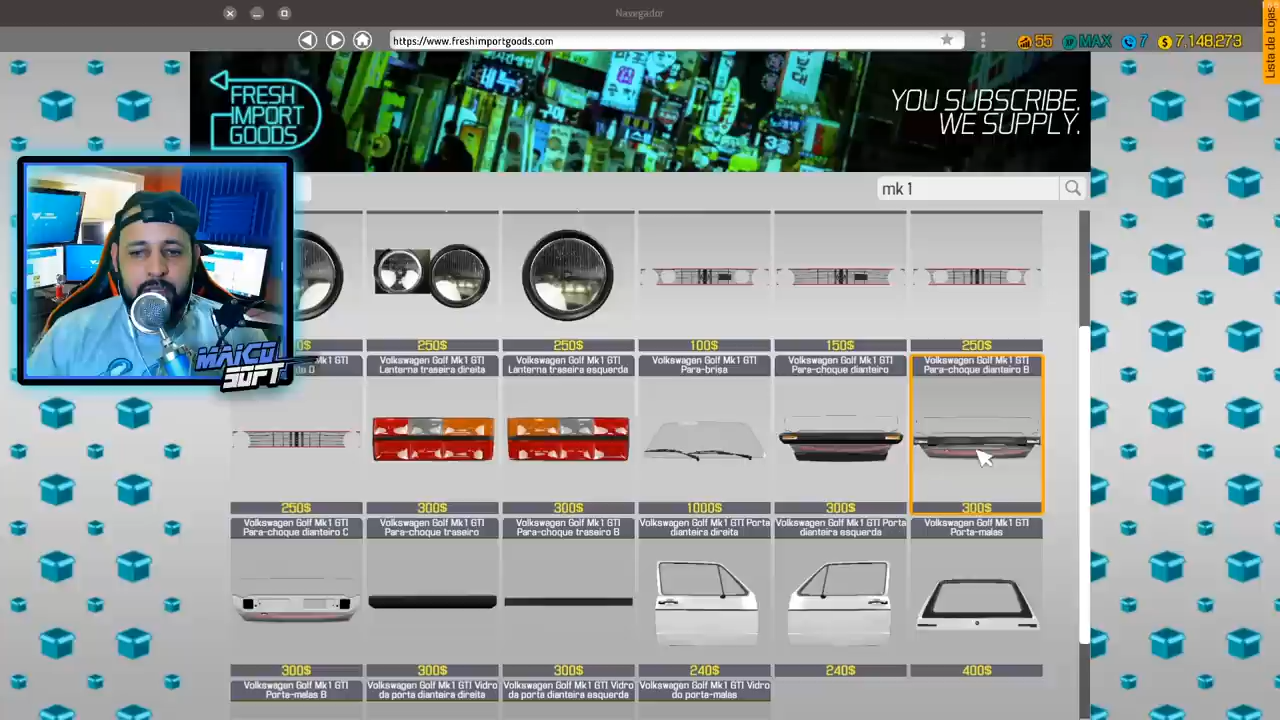 Navegador
https://www.freshimportgoods.com
55
MAX
7
$ 7,148,273
Lista de Lojas
FRESH
IMPORT
GOODS
YOU SUBSCRIBE.
WE SUPPLY.
mk 1
250$
250$
100$
150$
250$
Volkswagen Golf Mk1 GTI
Lanterna traseira direita
Volkswagen Golf Mk1 GTI
Lanterna traseira esquerda
Volkswagen Golf Mk1 GTI
Para-brisa
Volkswagen Golf Mk1 GTI
Para-choque dianteiro
Volkswagen Golf Mk1 GTI
Para-choque dianteiro B
250$
300$
300$
1000$
300$
300$
Volkswagen Golf Mk1 GTI
Para-choque dianteiro C
Volkswagen Golf Mk1 GTI
Para-choque traseiro
Volkswagen Golf Mk1 GTI
Para-choque traseiro B
Volkswagen Golf Mk1 GTI Porta
dianteira direita
Volkswagen Golf Mk1 GTI Porta
dianteira esquerda
Volkswagen Golf Mk1 GTI
Porta-malas
300$
300$
300$
240$
240$
400$
Volkswagen Golf Mk1 GTI
Porta-malas B
Volkswagen Golf Mk1 GTI Vidro
da porta dianteira direita
Volkswagen Golf Mk1 GTI Vidro
da porta dianteira esquerda
Volkswagen Golf Mk1 GTI Vidro
do porta-malas
MAICU
SOFT